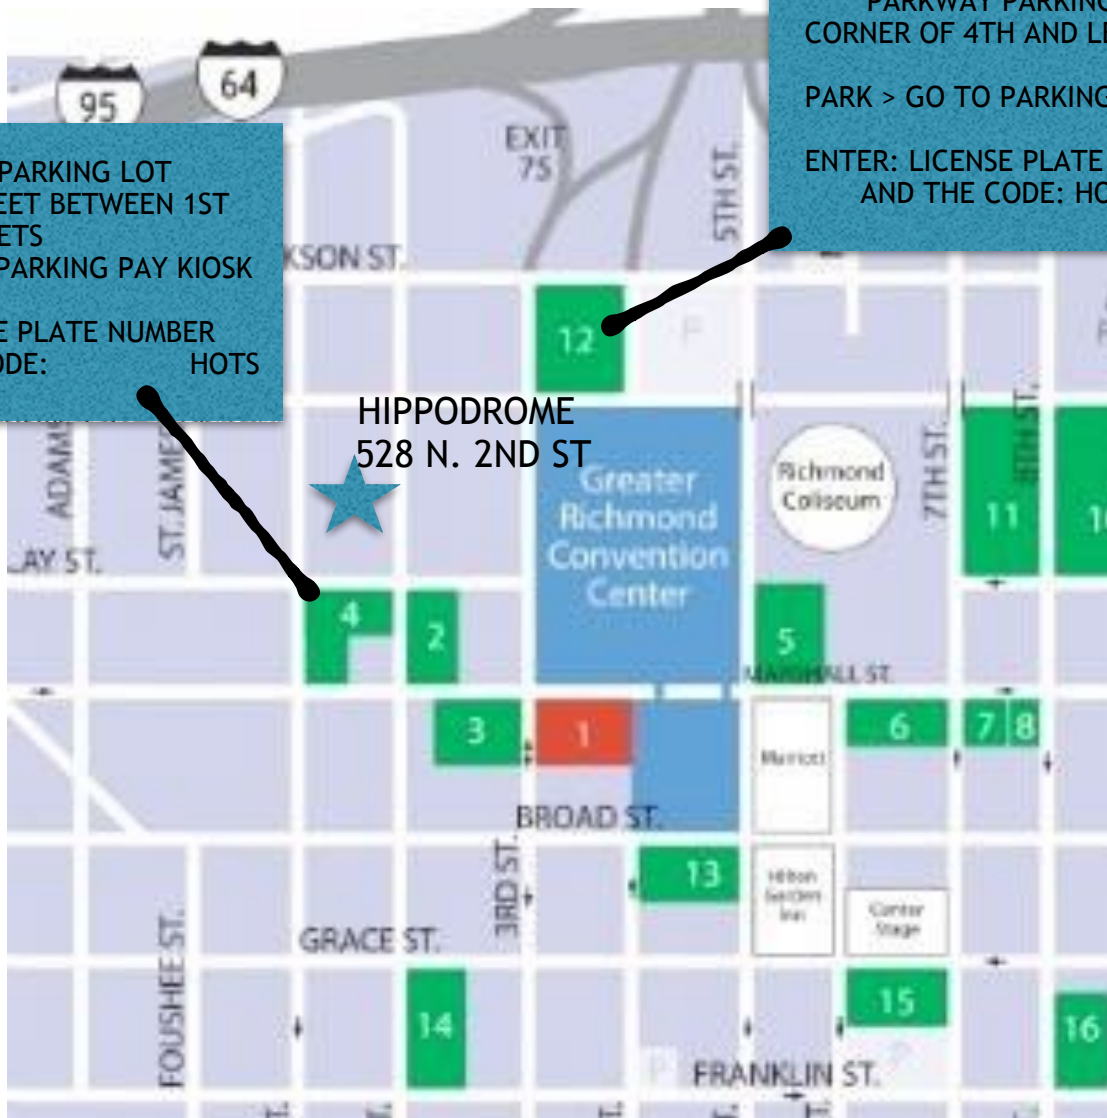 PARKWAY PARKING
CORNER OF 4TH AND LE
PARK > GO TO PARKING
ENTER: LICENSE PLATE
AND THE CODE: HO
95
64
PARKING LOT
EET BETWEEN 1ST
ETS
PARKING PAY KIOSK
E PLATE NUMBER
ODE: HOTS
EXIT
75
5TH ST.
KSON ST.
12
P
HIPPODROME
528 N. 2ND ST
ADAMS
ST. JAMES
Greater
Richmond
Convention
Center
Richmond
Coliseum
7TH ST.
8TH ST.
11
10
LAY ST.
4
2
5
MARSHALL ST.
3
1
Marriott
6
7
8
BROAD ST.
3RD ST.
13
Hilton
Garden
Inn
Center
Stage
FOUSHEE ST.
GRACE ST.
14
15
16
P
P
FRANKLIN ST.